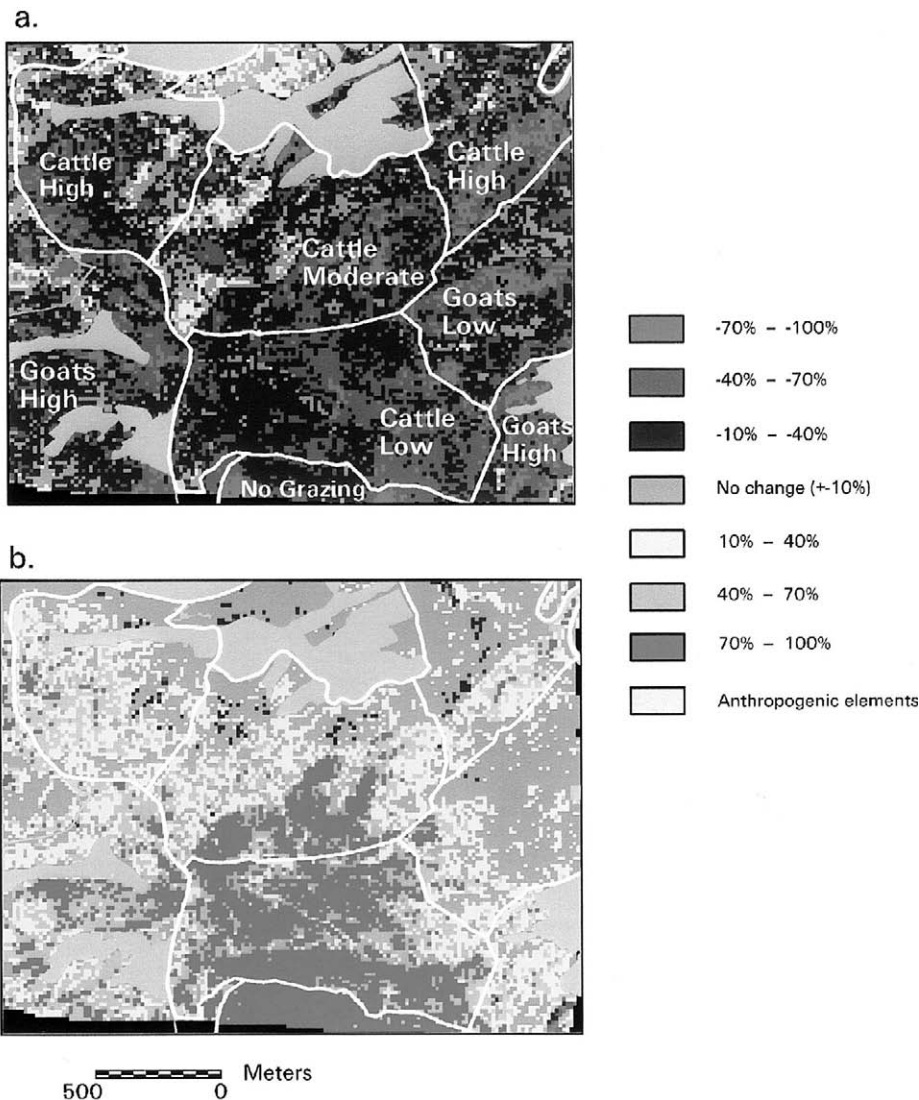 a.
Cattle
High
Cattle
High
Cattle
Moderate
Goats
Low
Goats
High
Cattle
Low
Goats
High
No Grazing
-70% – -100%
-40% – -70%
-10% – -40%
No change (+-10%)
10% – 40%
40% – 70%
70% – 100%
Anthropogenic elements
b.
Meters
500 0